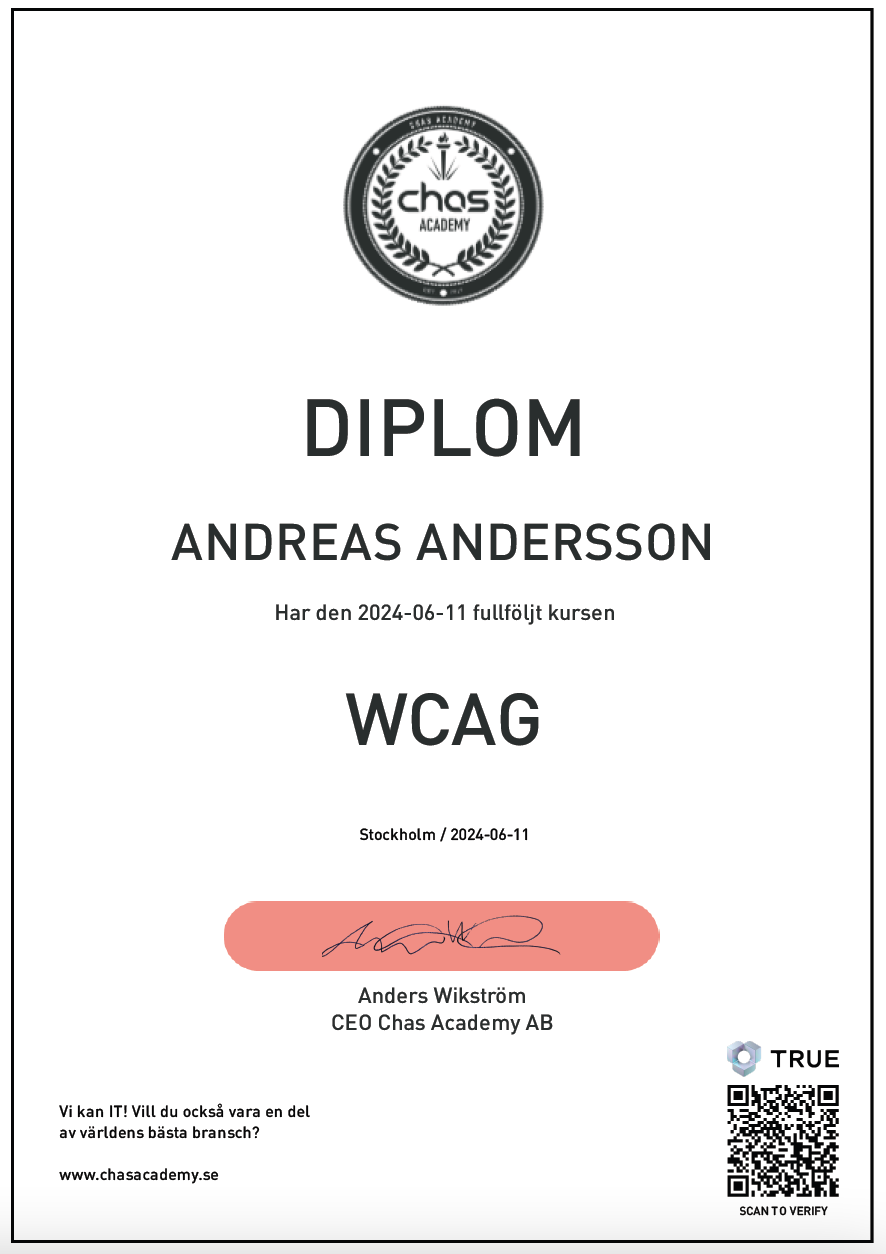 CHAS ACADEMY
chas
ACADEMY
DIPLOM
ANDREAS ANDERSSON
Har den 2024-06-11 fullföljt kursen
WCAG
Stockholm / 2024-06-11
Anders Wikström
CEO Chas Academy AB
TRUE
Vi kan IT! Vill du också vara en del
av världens bästa bransch?
www.chasacademy.se
SCAN TO VERIFY